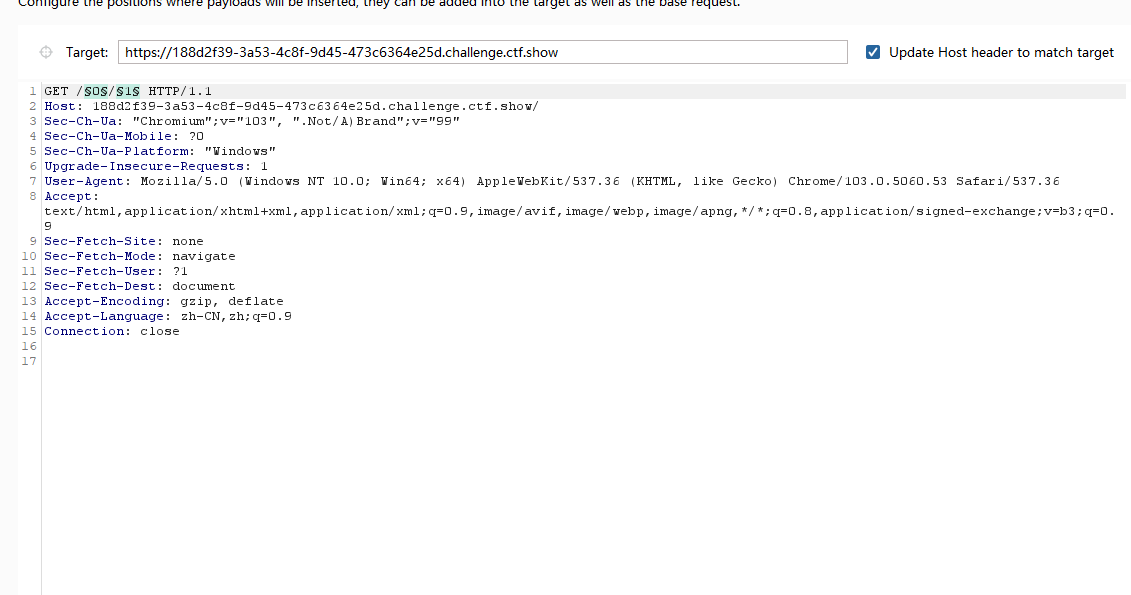 Configure the positions where payloads will be inserted, they can be added into the target as well as the base request.
Target: https://188d2f39-3a53-4c8f-9d45-473c6364e25d.challenge.ctf.show Update Host header to match target
1 GET /§0§/§1§ HTTP/1.1
2 Host: 188d2f39-3a53-4c8f-9d45-473c6364e25d.challenge.ctf.show/
3 Sec-Ch-Ua: "Chromium";v="103", ".Not/A)Brand";v="99"
4 Sec-Ch-Ua-Mobile: ?0
5 Sec-Ch-Ua-Platform: "Windows"
6 Upgrade-Insecure-Requests: 1
7 User-Agent: Mozilla/5.0 (Windows NT 10.0; Win64; x64) AppleWebKit/537.36 (KHTML, like Gecko) Chrome/103.0.5060.53 Safari/537.36
8 Accept:
text/html,application/xhtml+xml,application/xml;q=0.9,image/avif,image/webp,image/apng,*/*;q=0.8,application/signed-exchange;v=b3;q=0.
9
9 Sec-Fetch-Site: none
10 Sec-Fetch-Mode: navigate
11 Sec-Fetch-User: ?1
12 Sec-Fetch-Dest: document
13 Accept-Encoding: gzip, deflate
14 Accept-Language: zh-CN,zh;q=0.9
15 Connection: close
16
17